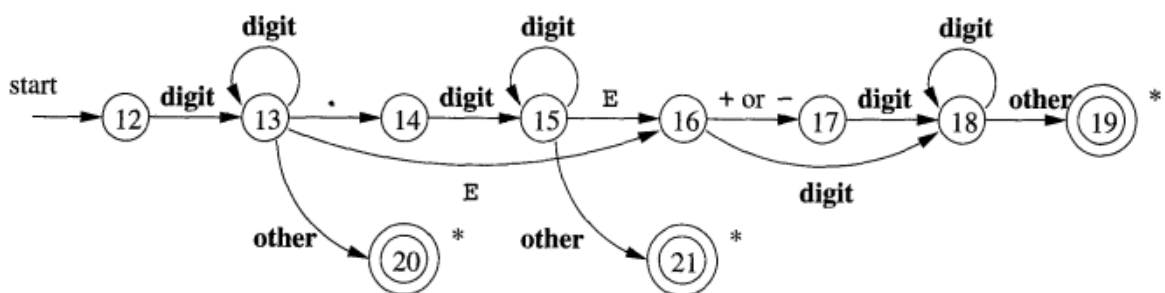 digit digit digit
start digit . digit E + or - digit other *
12 13 14 15 16 17 18 19
E digit
other * other *
20 21